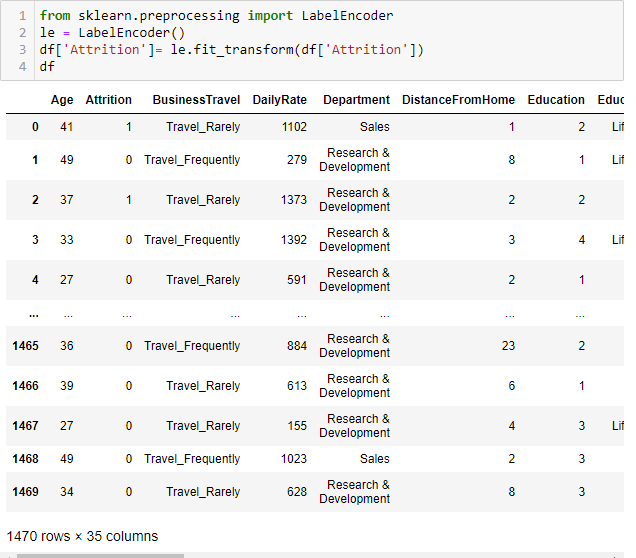 1 from sklearn.preprocessing import LabelEncoder
2 le = LabelEncoder()
3 df['Attrition']= le.fit_transform(df['Attrition'])
4 df
Age Attrition BusinessTravel DailyRate Department DistanceFromHome Education Educ
0 41 1 Travel_Rarely 1102 Sales 1 2 Lif
1 49 0 Travel_Frequently 279 Research & Development 8 1 Lif
2 37 1 Travel_Rarely 1373 Research & Development 2 2
3 33 0 Travel_Frequently 1392 Research & Development 3 4 Lif
4 27 0 Travel_Rarely 591 Research & Development 2 1
... ... ... ... ... ... ... ...
1465 36 0 Travel_Frequently 884 Research & Development 23 2
1466 39 0 Travel_Rarely 613 Research & Development 6 1
1467 27 0 Travel_Rarely 155 Research & Development 4 3 Lif
1468 49 0 Travel_Frequently 1023 Sales 2 3
1469 34 0 Travel_Rarely 628 Research & Development 8 3
1470 rows × 35 columns